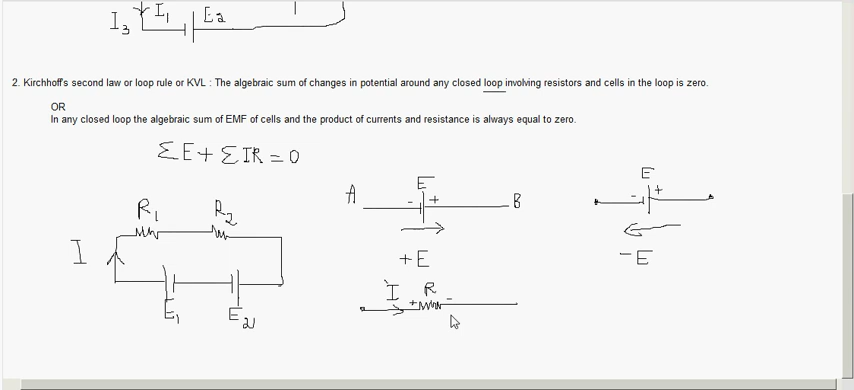 I₃ I₁ E2
2. Kirchhoff's second law or loop rule or KVL : The algebraic sum of changes in potential around any closed loop involving resistors and cells in the loop is zero.
OR
In any closed loop the algebraic sum of EMF of cells and the product of currents and resistance is always equal to zero.
ΣE + ΣIR = 0
R₁ R₂
I
E₁ E₂
A - E + B
+E
I R
+ -
E
- +
-E